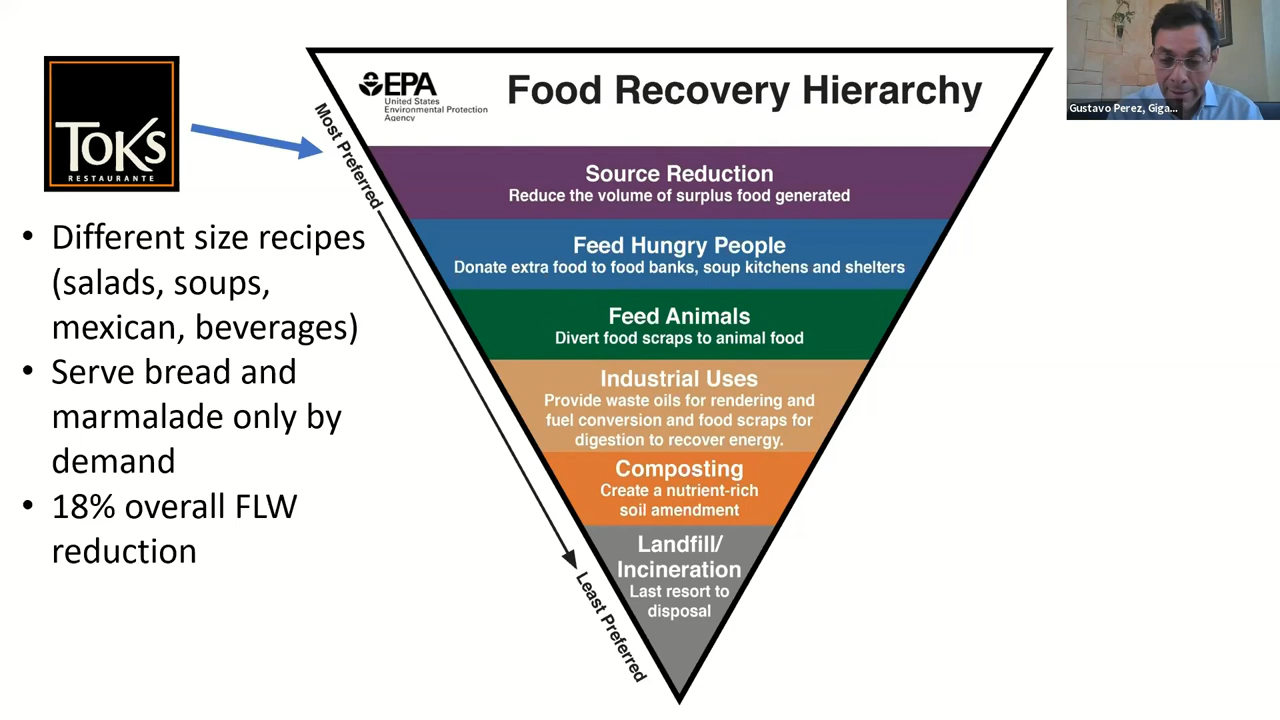 TOKS
RESTAURANTE
• Different size recipes
(salads, soups,
mexican, beverages)
• Serve bread and
marmalade only by
demand
• 18% overall FLW
reduction
EPA
United States
Environmental Protection
Agency
Food Recovery Hierarchy
Most Preferred
Source Reduction
Reduce the volume of surplus food generated
Feed Hungry People
Donate extra food to food banks, soup kitchens and shelters
Feed Animals
Divert food scraps to animal food
Industrial Uses
Provide waste oils for rendering and
fuel conversion and food scraps for
digestion to recover energy.
Composting
Create a nutrient-rich
soil amendment
Landfill/
Incineration
Last resort to
disposal
Least Preferred
Gustavo Perez, Giga...